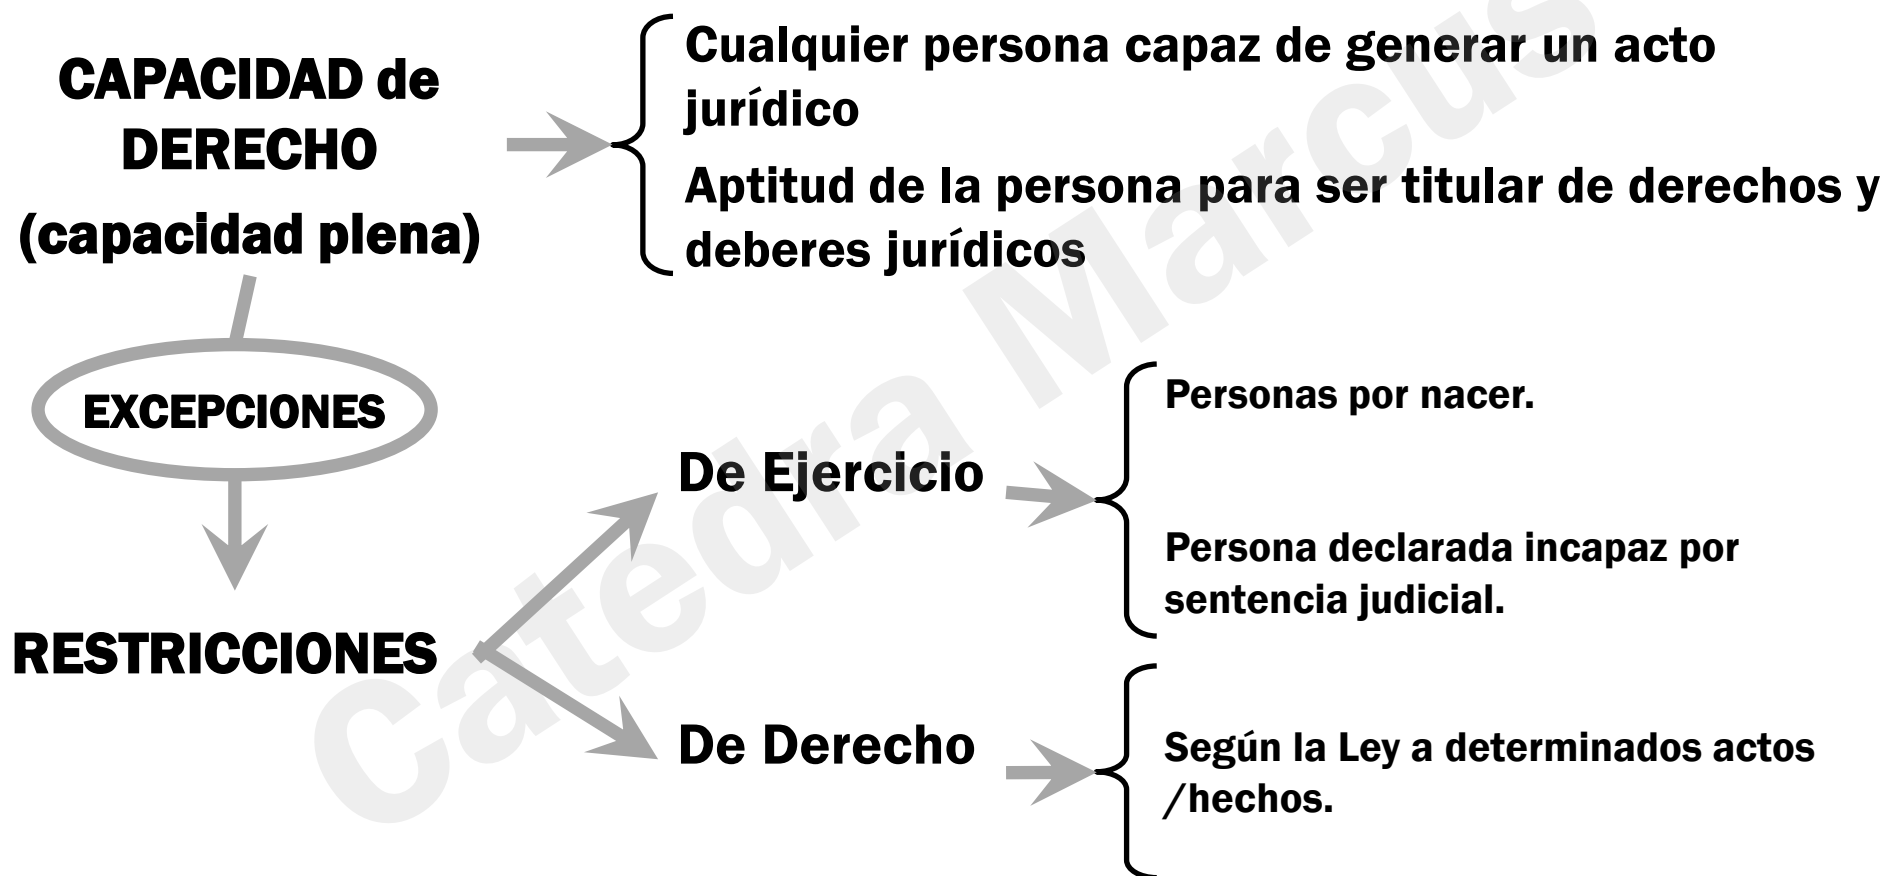 CAPACIDAD de
DERECHO
(capacidad plena)
Cualquier persona capaz de generar un acto
jurídico
Aptitud de la persona para ser titular de derechos y
deberes jurídicos
EXCEPCIONES
RESTRICCIONES
De Ejercicio
Personas por nacer.
Persona declarada incapaz por
sentencia judicial.
De Derecho
Según la Ley a determinados actos
/hechos.
Catedra Marcus